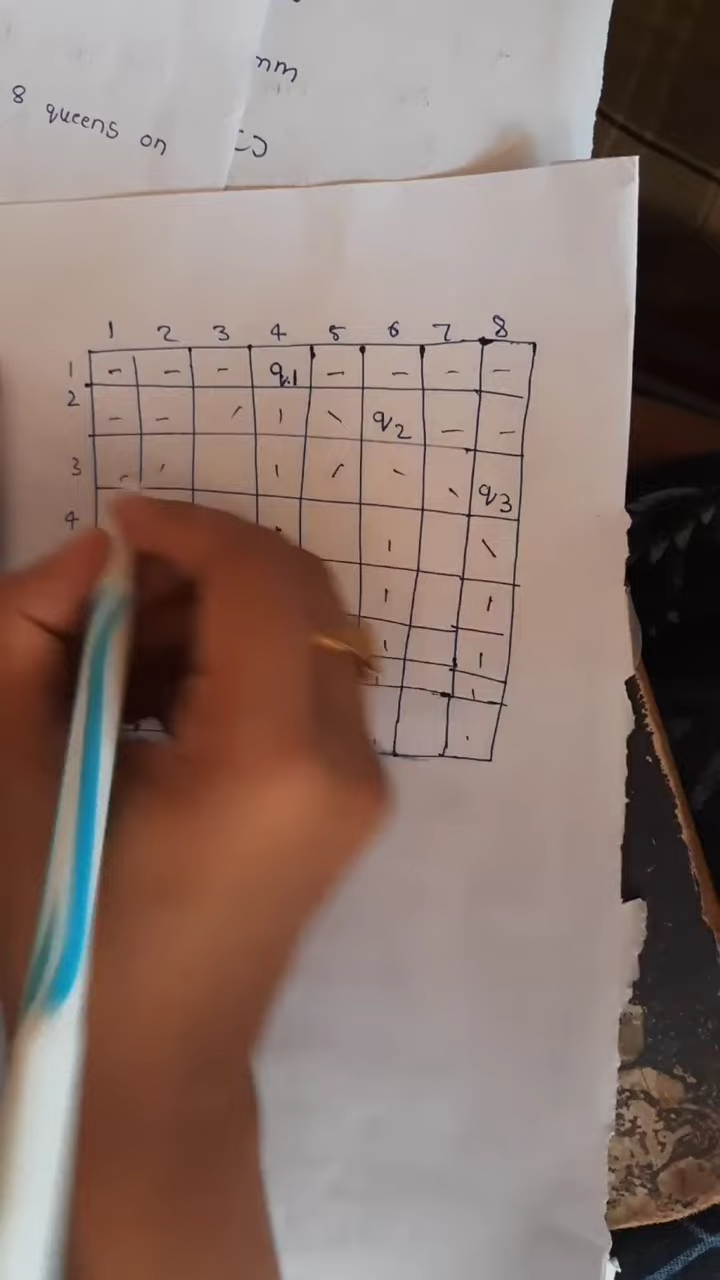 8 queens on
1 2 3 4 5 6 7 8
1 - - - q1 - - - -
2 - - / | \ q2 - -
3 - / | / \ \ q3
4 | \
| |
| |
| |
| .